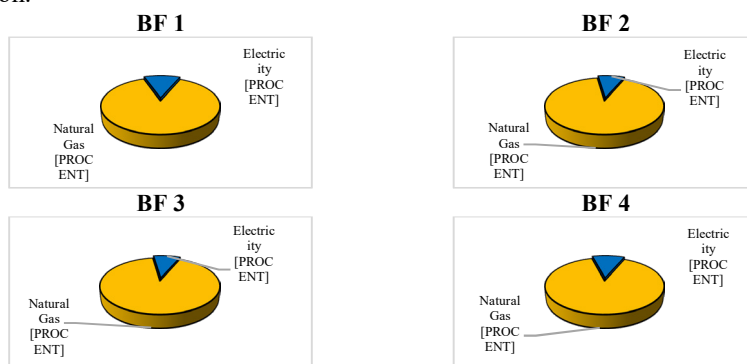 on.
BF 1
Electric
ity
[PROC
ENT]
Natural
Gas
[PROC
ENT]
BF 2
Electric
ity
[PROC
ENT]
Natural
Gas
[PROC
ENT]
BF 3
Electric
ity
[PROC
ENT]
Natural
Gas
[PROC
ENT]
BF 4
Electric
ity
[PROC
ENT]
Natural
Gas
[PROC
ENT]